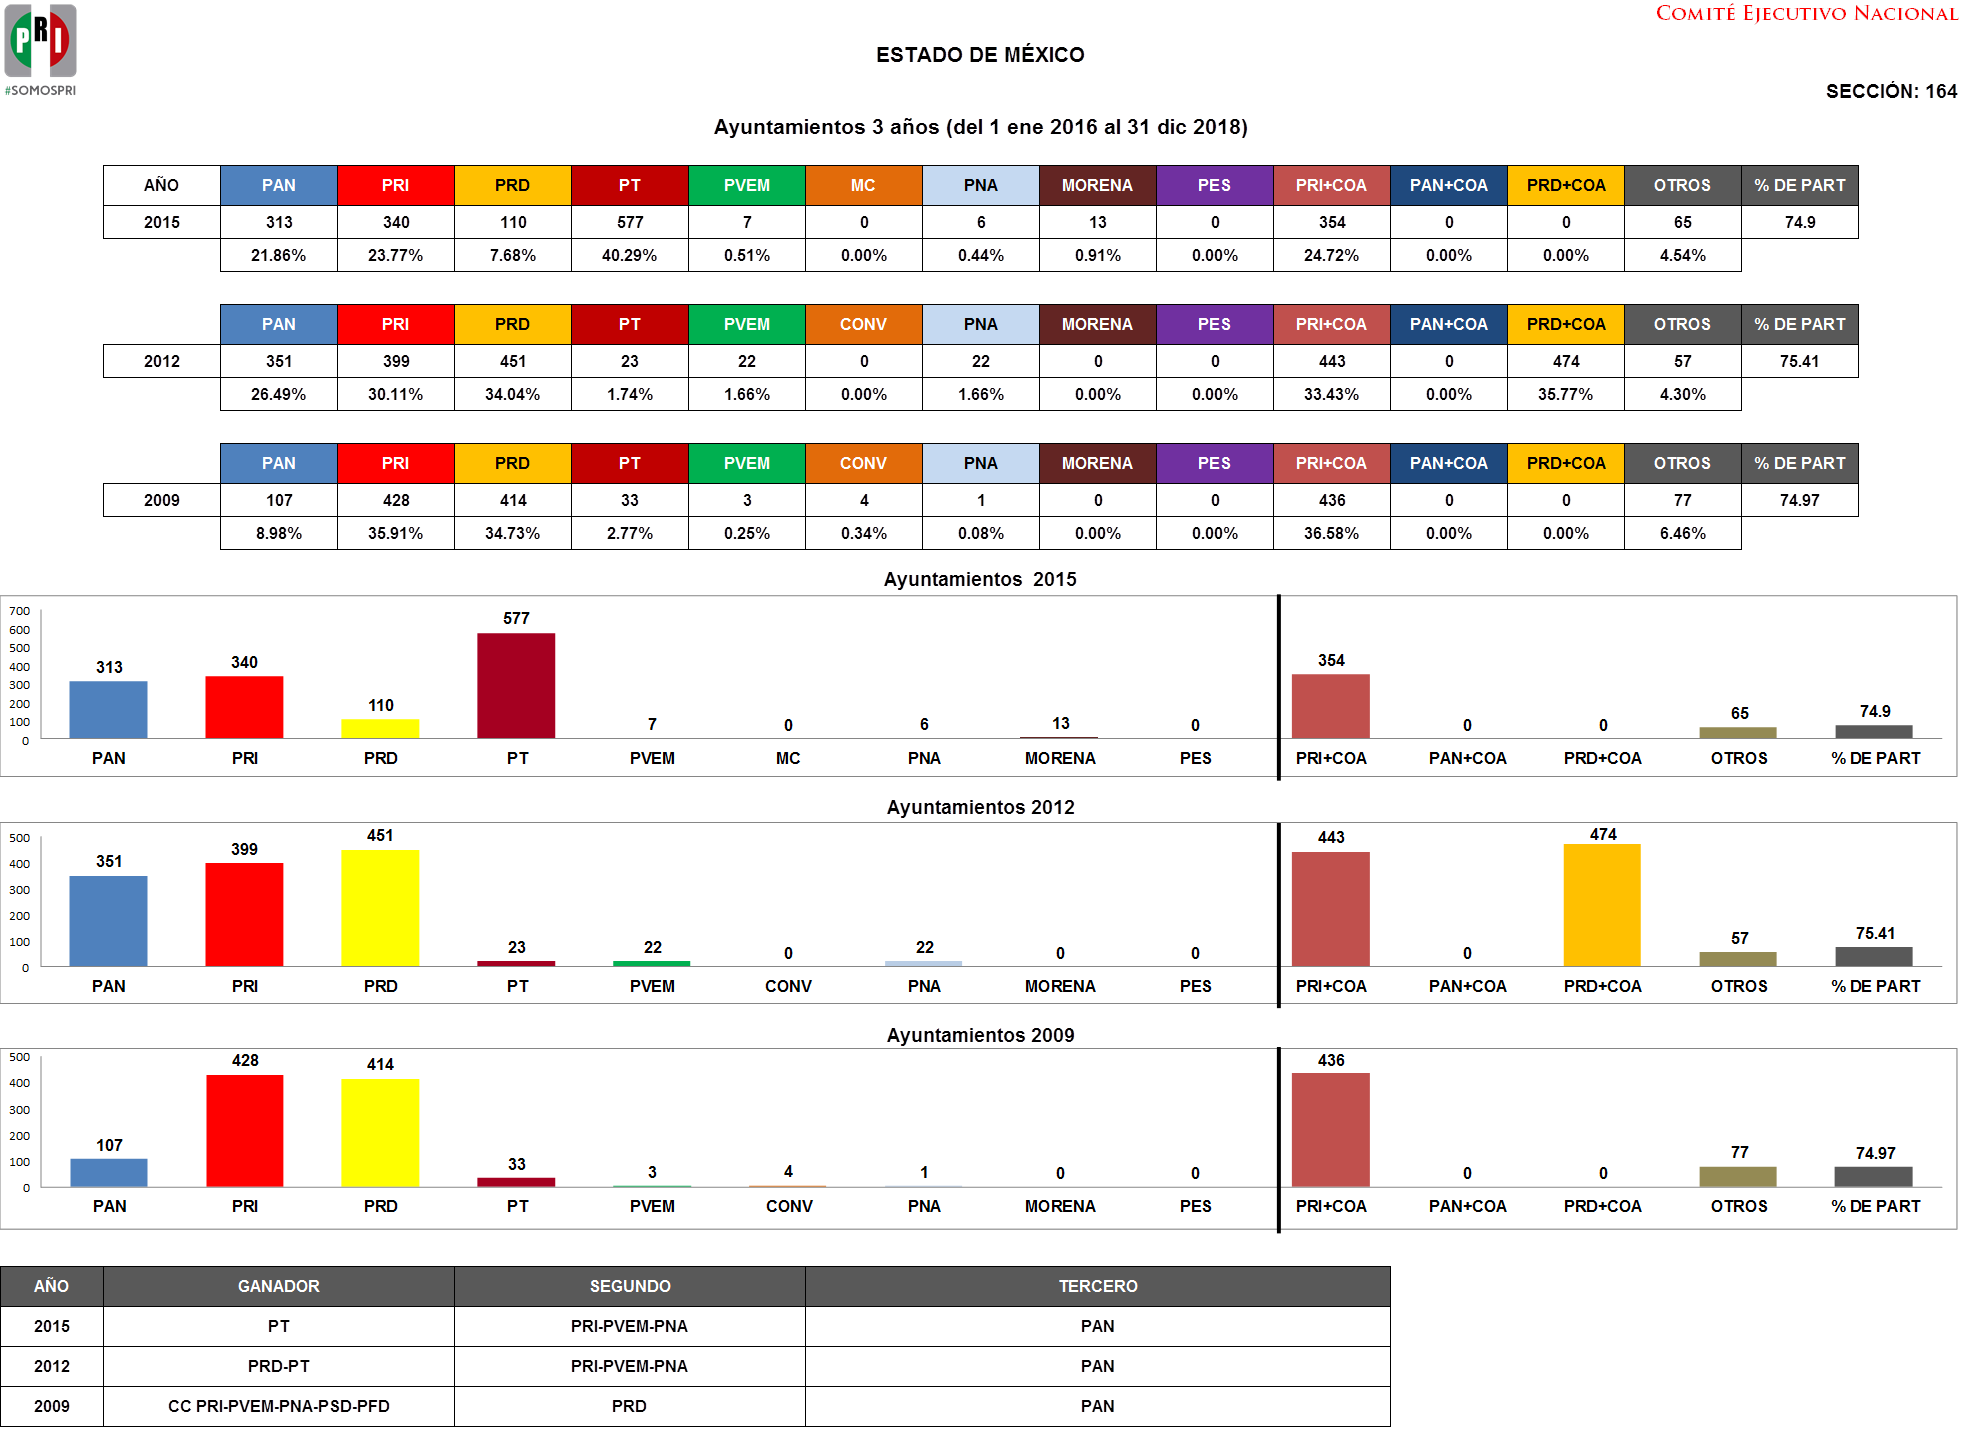 PRI
#SOMOSPRI
COMITÉ EJECUTIVO NACIONAL
ESTADO DE MÉXICO
SECCIÓN: 164
Ayuntamientos 3 años (del 1 ene 2016 al 31 dic 2018)
AÑO PAN PRI PRD PT PVEM MC PNA MORENA PES PRI+COA PAN+COA PRD+COA OTROS % DE PART
2015 313 340 110 577 7 0 6 13 0 354 0 0 65 74.9
21.86% 23.77% 7.68% 40.29% 0.51% 0.00% 0.44% 0.91% 0.00% 24.72% 0.00% 0.00% 4.54%
PAN PRI PRD PT PVEM CONV PNA MORENA PES PRI+COA PAN+COA PRD+COA OTROS % DE PART
2012 351 399 451 23 22 0 22 0 0 443 0 474 57 75.41
26.49% 30.11% 34.04% 1.74% 1.66% 0.00% 1.66% 0.00% 0.00% 33.43% 0.00% 35.77% 4.30%
PAN PRI PRD PT PVEM CONV PNA MORENA PES PRI+COA PAN+COA PRD+COA OTROS % DE PART
2009 107 428 414 33 3 4 1 0 0 436 0 0 77 74.97
8.98% 35.91% 34.73% 2.77% 0.25% 0.34% 0.08% 0.00% 0.00% 36.58% 0.00% 0.00% 6.46%
Ayuntamientos 2015
700
600
500
400
300
200
100
0
313 340 110 577 7 0 6 13 0 354 0 0 65 74.9
PAN PRI PRD PT PVEM MC PNA MORENA PES PRI+COA PAN+COA PRD+COA OTROS % DE PART
Ayuntamientos 2012
500
400
300
200
100
0
351 399 451 23 22 0 22 0 0 443 0 474 57 75.41
PAN PRI PRD PT PVEM CONV PNA MORENA PES PRI+COA PAN+COA PRD+COA OTROS % DE PART
Ayuntamientos 2009
500
400
300
200
100
0
107 428 414 33 3 4 1 0 0 436 0 0 77 74.97
PAN PRI PRD PT PVEM CONV PNA MORENA PES PRI+COA PAN+COA PRD+COA OTROS % DE PART
AÑO GANADOR SEGUNDO TERCERO
2015 PT PRI-PVEM-PNA PAN
2012 PRD-PT PRI-PVEM-PNA PAN
2009 CC PRI-PVEM-PNA-PSD-PFD PRD PAN